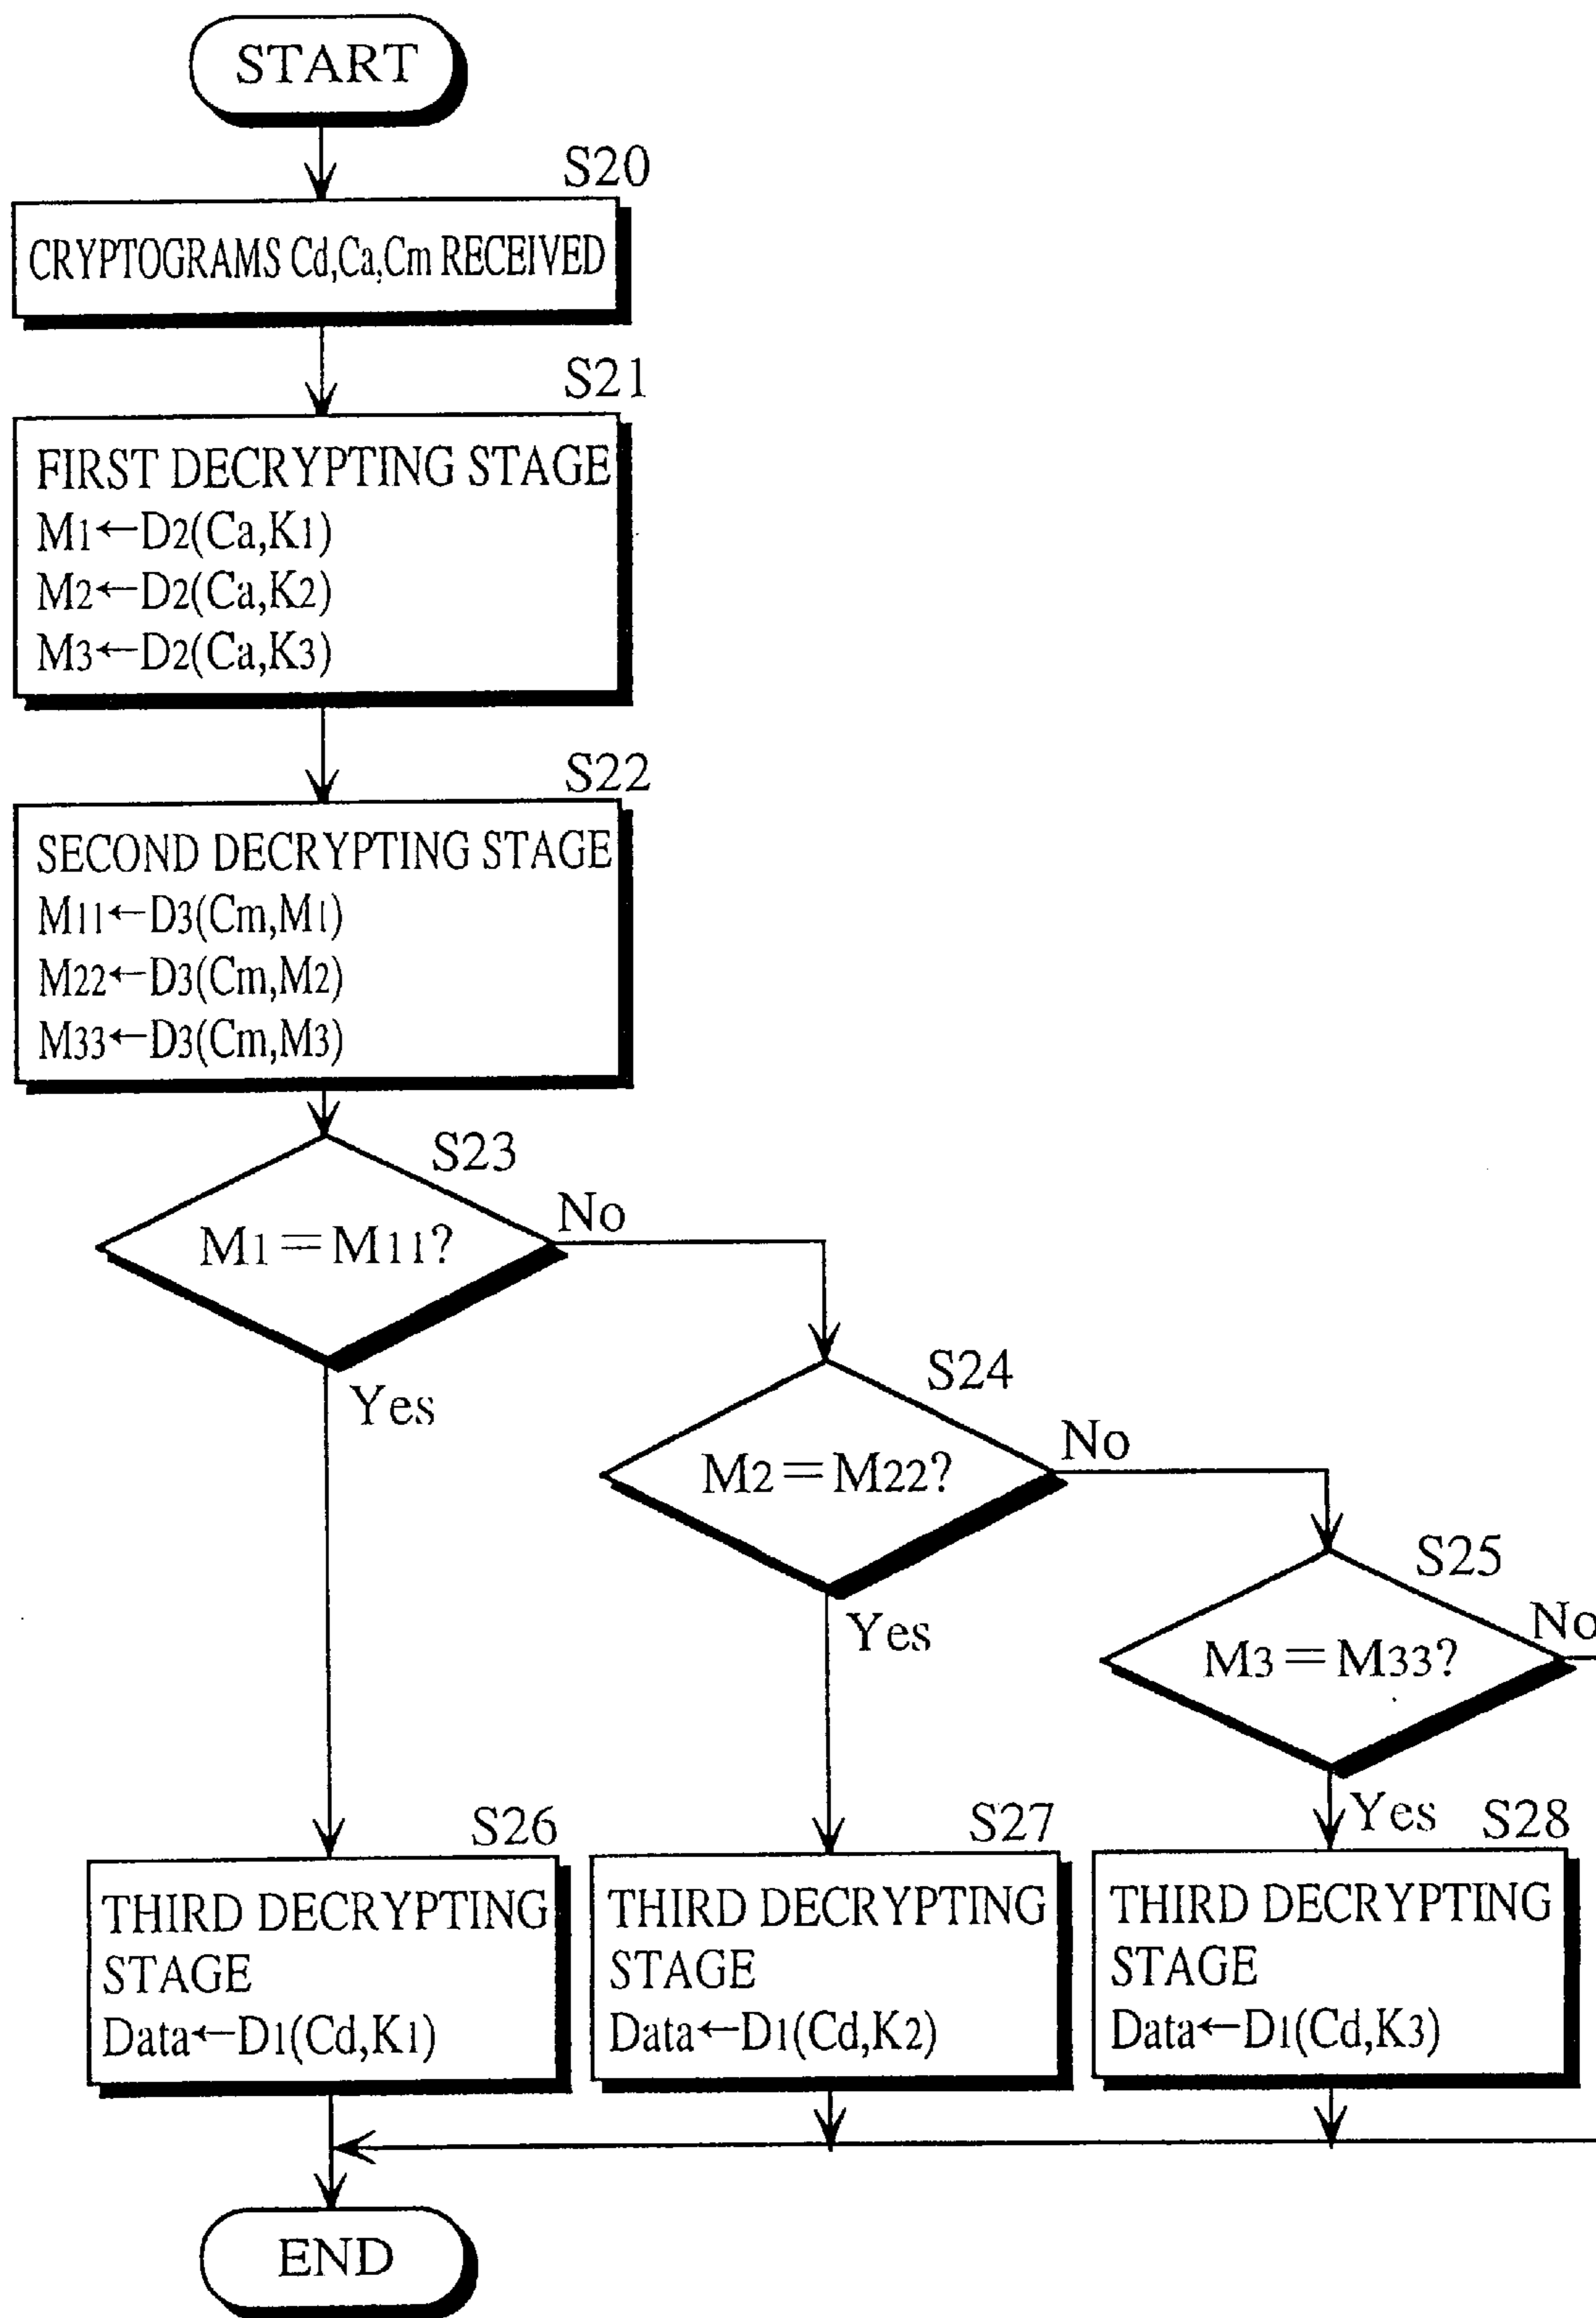 START
S20
CRYPTOGRAMS Cd,Ca,Cm RECEIVED
S21
FIRST DECRYPTING STAGE
M1←D2(Ca,K1)
M2←D2(Ca,K2)
M3←D2(Ca,K3)
S22
SECOND DECRYPTING STAGE
M11←D3(Cm,M1)
M22←D3(Cm,M2)
M33←D3(Cm,M3)
S23
M1=M11?
No
Yes
S24
M2=M22?
No
Yes
S25
M3=M33?
No
Yes
S26
THIRD DECRYPTING
STAGE
Data←D1(Cd,K1)
S27
THIRD DECRYPTING
STAGE
Data←D1(Cd,K2)
S28
THIRD DECRYPTING
STAGE
Data←D1(Cd,K3)
END